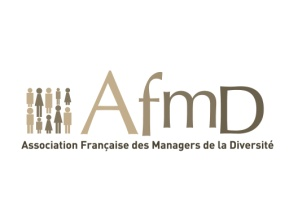 AfmD
Association Française des Managers de la Diversité